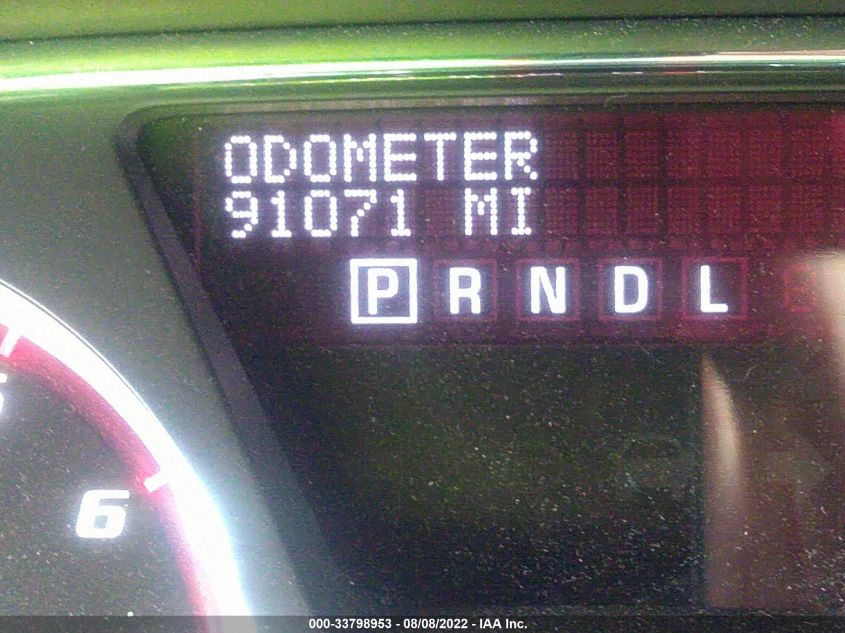 ODOMETER
91071 MI
P R N D L
6
000-33798953 - 08/08/2022 - IAA Inc.